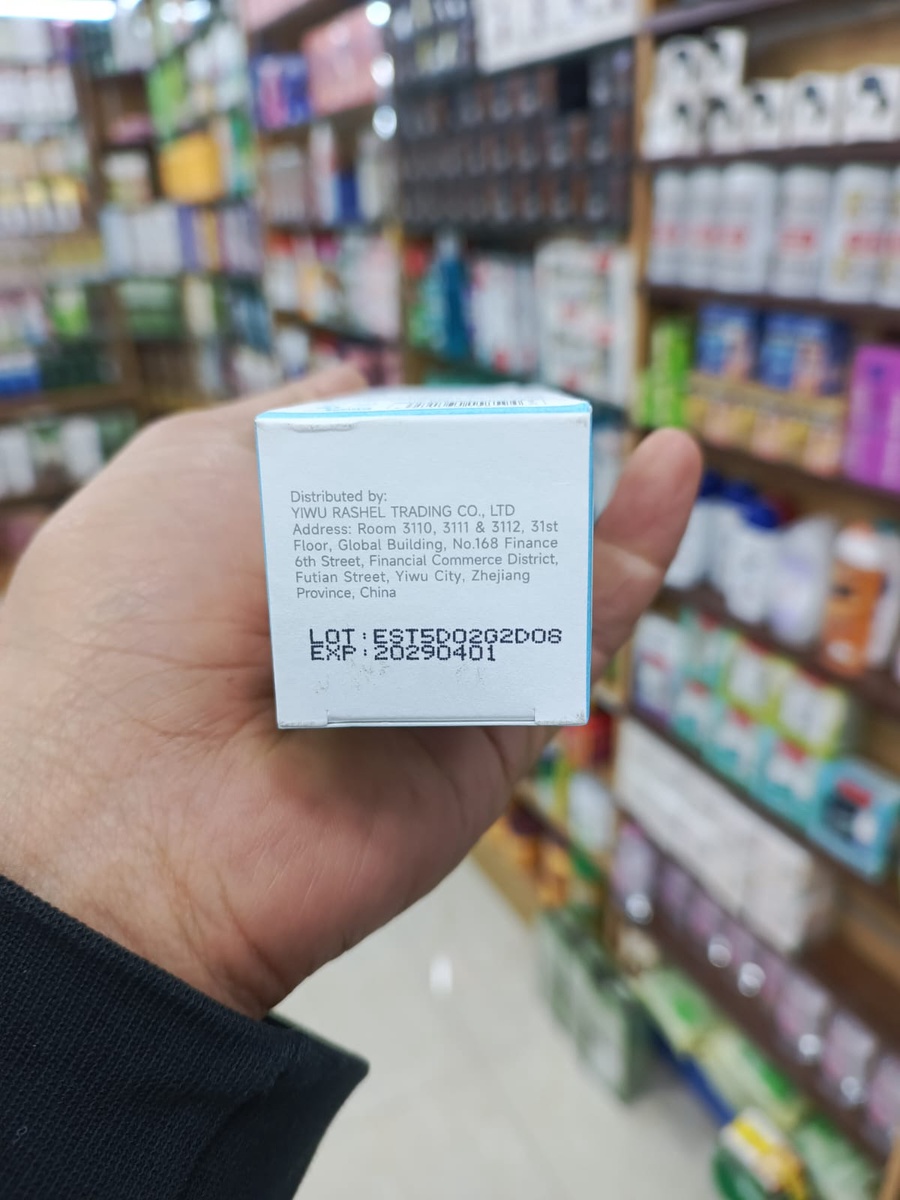 Distributed by:
YIWU RASHEL TRADING CO., LTD
Address: Room 3110, 3111 & 3112, 31st
Floor, Global Building, No.168 Finance
6th Street, Financial Commerce District,
Futian Street, Yiwu City, Zhejiang
Province, China
LOT:EST5D02G2D08
EXP:20290401